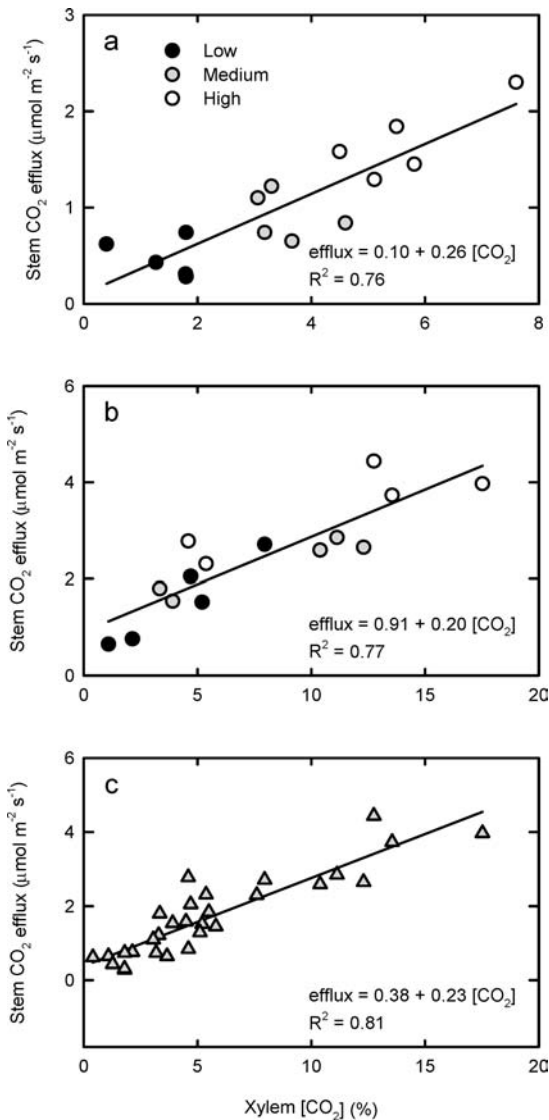 a
Low
Medium
High
Stem CO₂ efflux (μmol m⁻² s⁻¹)
3
2
1
0
efflux = 0.10 + 0.26 [CO₂]
R² = 0.76
0 2 4 6 8
b
Stem CO₂ efflux (μmol m⁻² s⁻¹)
6
4
2
0
efflux = 0.91 + 0.20 [CO₂]
R² = 0.77
0 5 10 15 20
c
Stem CO₂ efflux (μmol m⁻² s⁻¹)
6
4
2
0
efflux = 0.38 + 0.23 [CO₂]
R² = 0.81
0 5 10 15 20
Xylem [CO₂] (%)